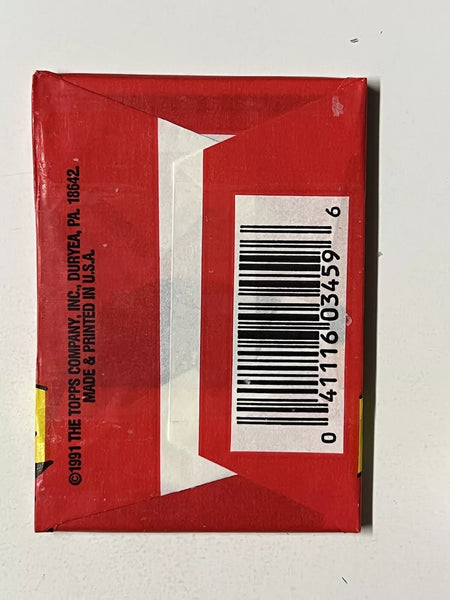 ©1991 THE TOPPS COMPANY, INC., DURYEA, PA. 18642.
MADE & PRINTED IN U.S.A.
0 41116 03459 6